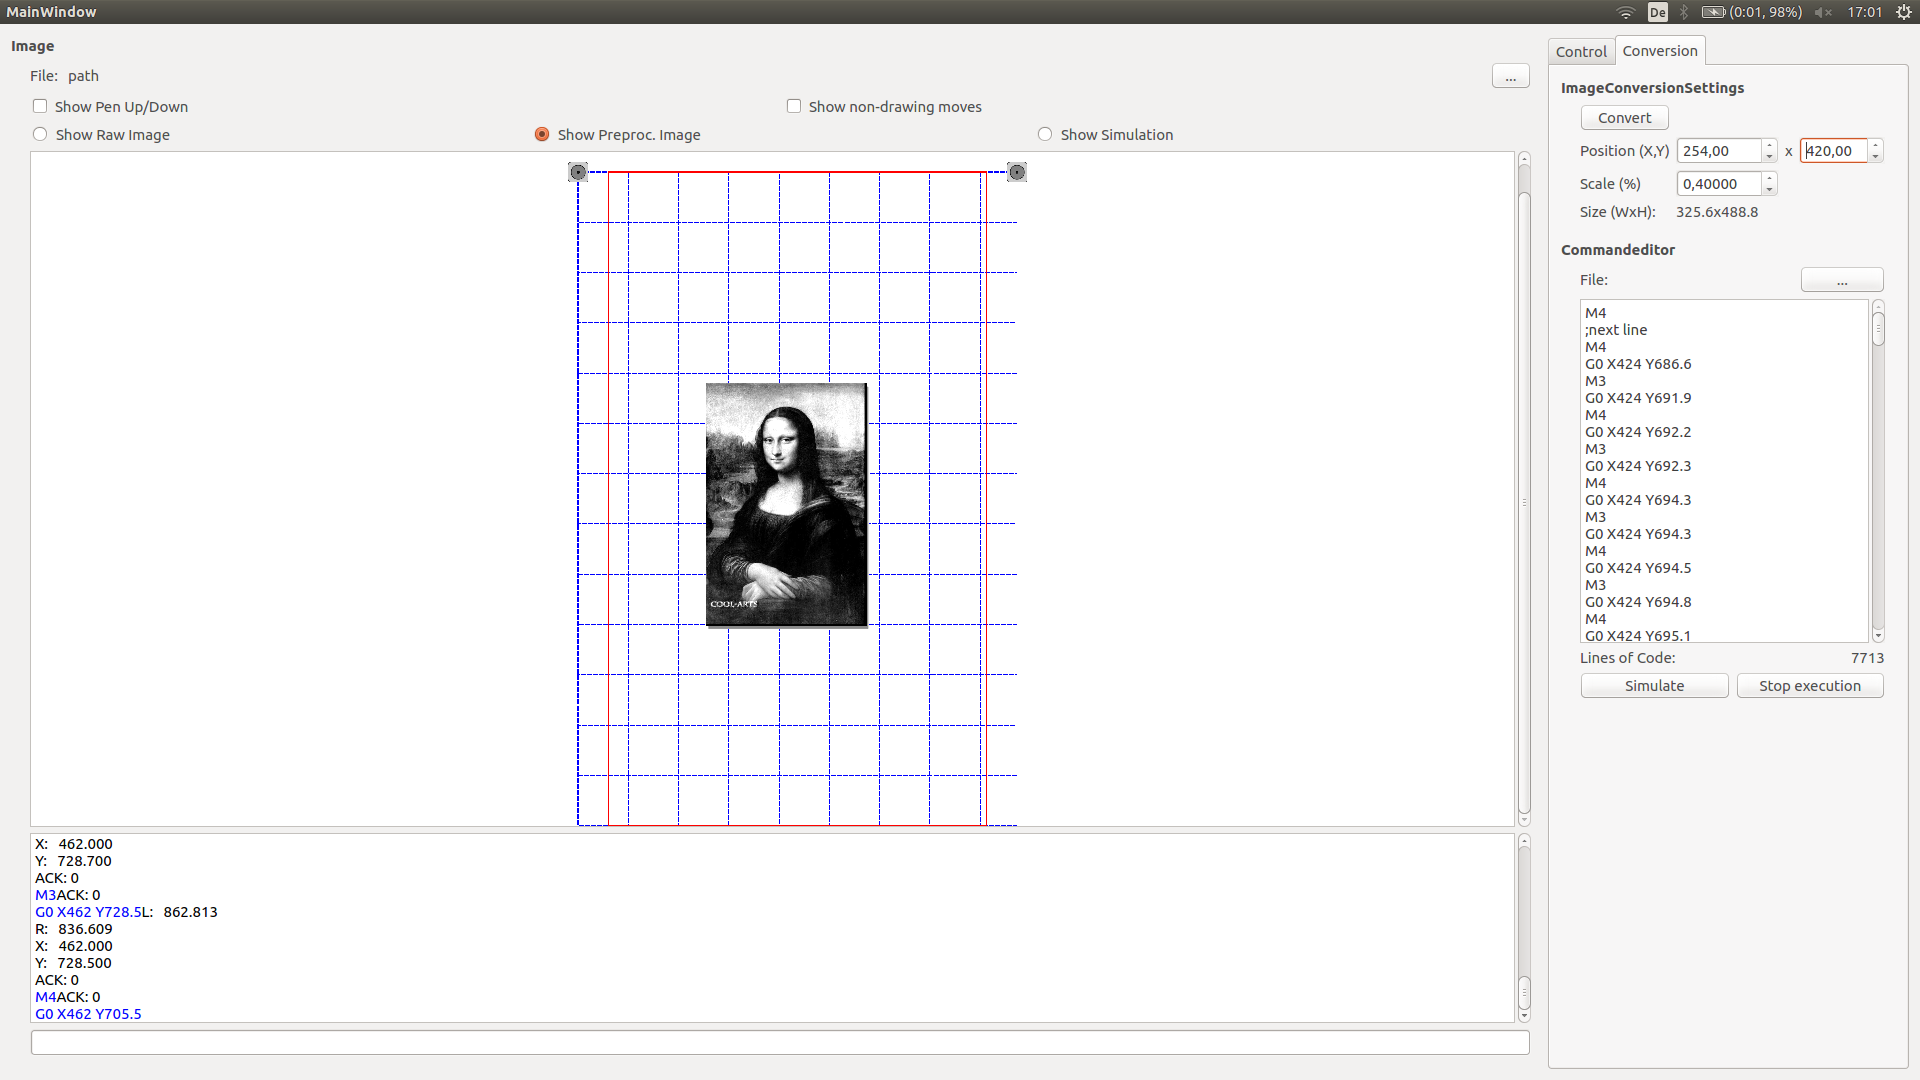 MainWindow
De (0:01, 98%) 17:01
Image
File: path ...
Show Pen Up/Down Show non-drawing moves
Show Raw Image Show Preproc. Image Show Simulation
COOL-ARTS
X: 462.000
Y: 728.700
ACK: 0
M3ACK: 0
G0 X462 Y728.5L: 862.813
R: 836.609
X: 462.000
Y: 728.500
ACK: 0
M4ACK: 0
G0 X462 Y705.5
Control Conversion
ImageConversionSettings
Convert
Position (X,Y) 254,00 x 420,00
Scale (%) 0,40000
Size (WxH): 325.6x488.8
Commandeditor
File: ...
M4
;next line
M4
G0 X424 Y686.6
M3
G0 X424 Y691.9
M4
G0 X424 Y692.2
M3
G0 X424 Y692.3
M4
G0 X424 Y694.3
M3
G0 X424 Y694.3
M4
G0 X424 Y694.5
M3
G0 X424 Y694.8
M4
G0 X424 Y695.1
Lines of Code: 7713
Simulate Stop execution